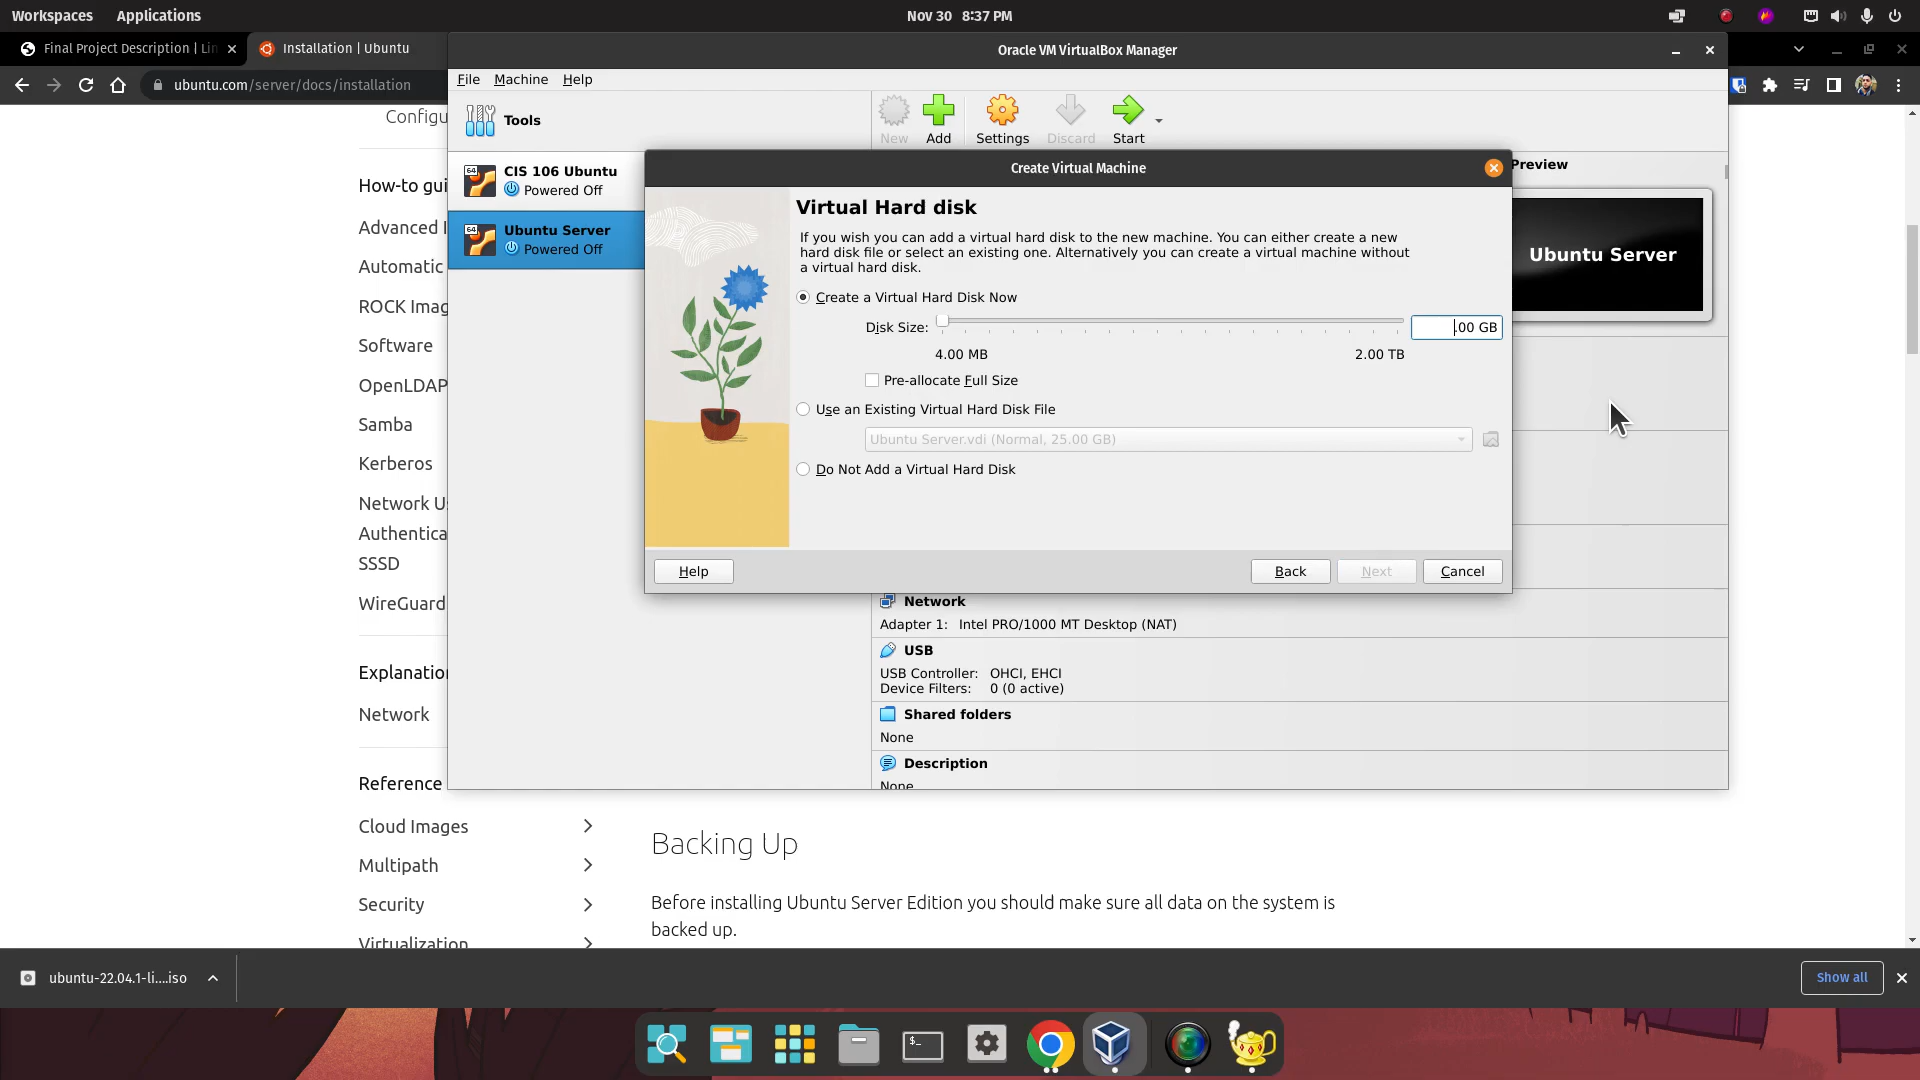 Workspaces
Applications
Nov 30 8:37 PM
Final Project Description | Lin
Installation | Ubuntu
Oracle VM VirtualBox Manager
ubuntu.com/server/docs/installation
File Machine Help
Tools
New
Add
Settings
Discard
Start
CIS 106 Ubuntu
Powered Off
Ubuntu Server
Powered Off
Preview
Ubuntu Server
Create Virtual Machine
Virtual Hard disk
If you wish you can add a virtual hard disk to the new machine. You can either create a new
hard disk file or select an existing one. Alternatively you can create a virtual machine without
a virtual hard disk.
Create a Virtual Hard Disk Now
Disk Size:
.00 GB
4.00 MB
2.00 TB
Pre-allocate Full Size
Use an Existing Virtual Hard Disk File
Ubuntu Server.vdi (Normal, 25.00 GB)
Do Not Add a Virtual Hard Disk
Help
Back
Next
Cancel
Network
Adapter 1: Intel PRO/1000 MT Desktop (NAT)
USB
USB Controller: OHCI, EHCI
Device Filters: 0 (0 active)
Shared folders
None
Description
None
Configu
How-to gui
Advanced I
Automatic
ROCK Imag
Software
OpenLDAP
Samba
Kerberos
Network Us
Authentica
SSSD
WireGuard
Explanation
Network
Reference
Cloud Images
Multipath
Security
Virtualization
Backing Up
Before installing Ubuntu Server Edition you should make sure all data on the system is
backed up.
ubuntu-22.04.1-li....iso
Show all